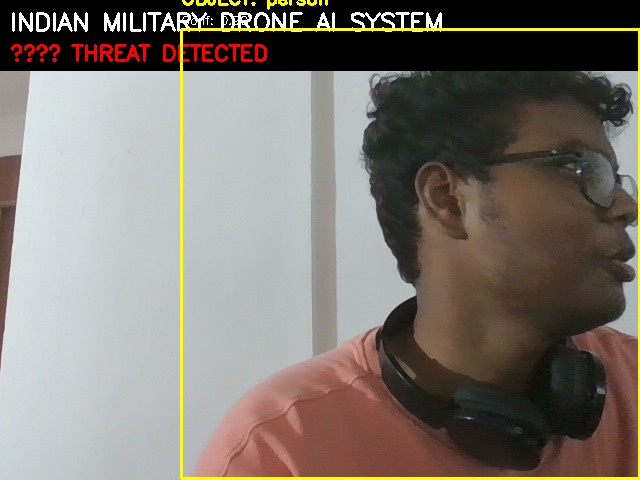 OBJECT: person
INDIAN MILITARY DRONE AI SYSTEM
???? THREAT DETECTED